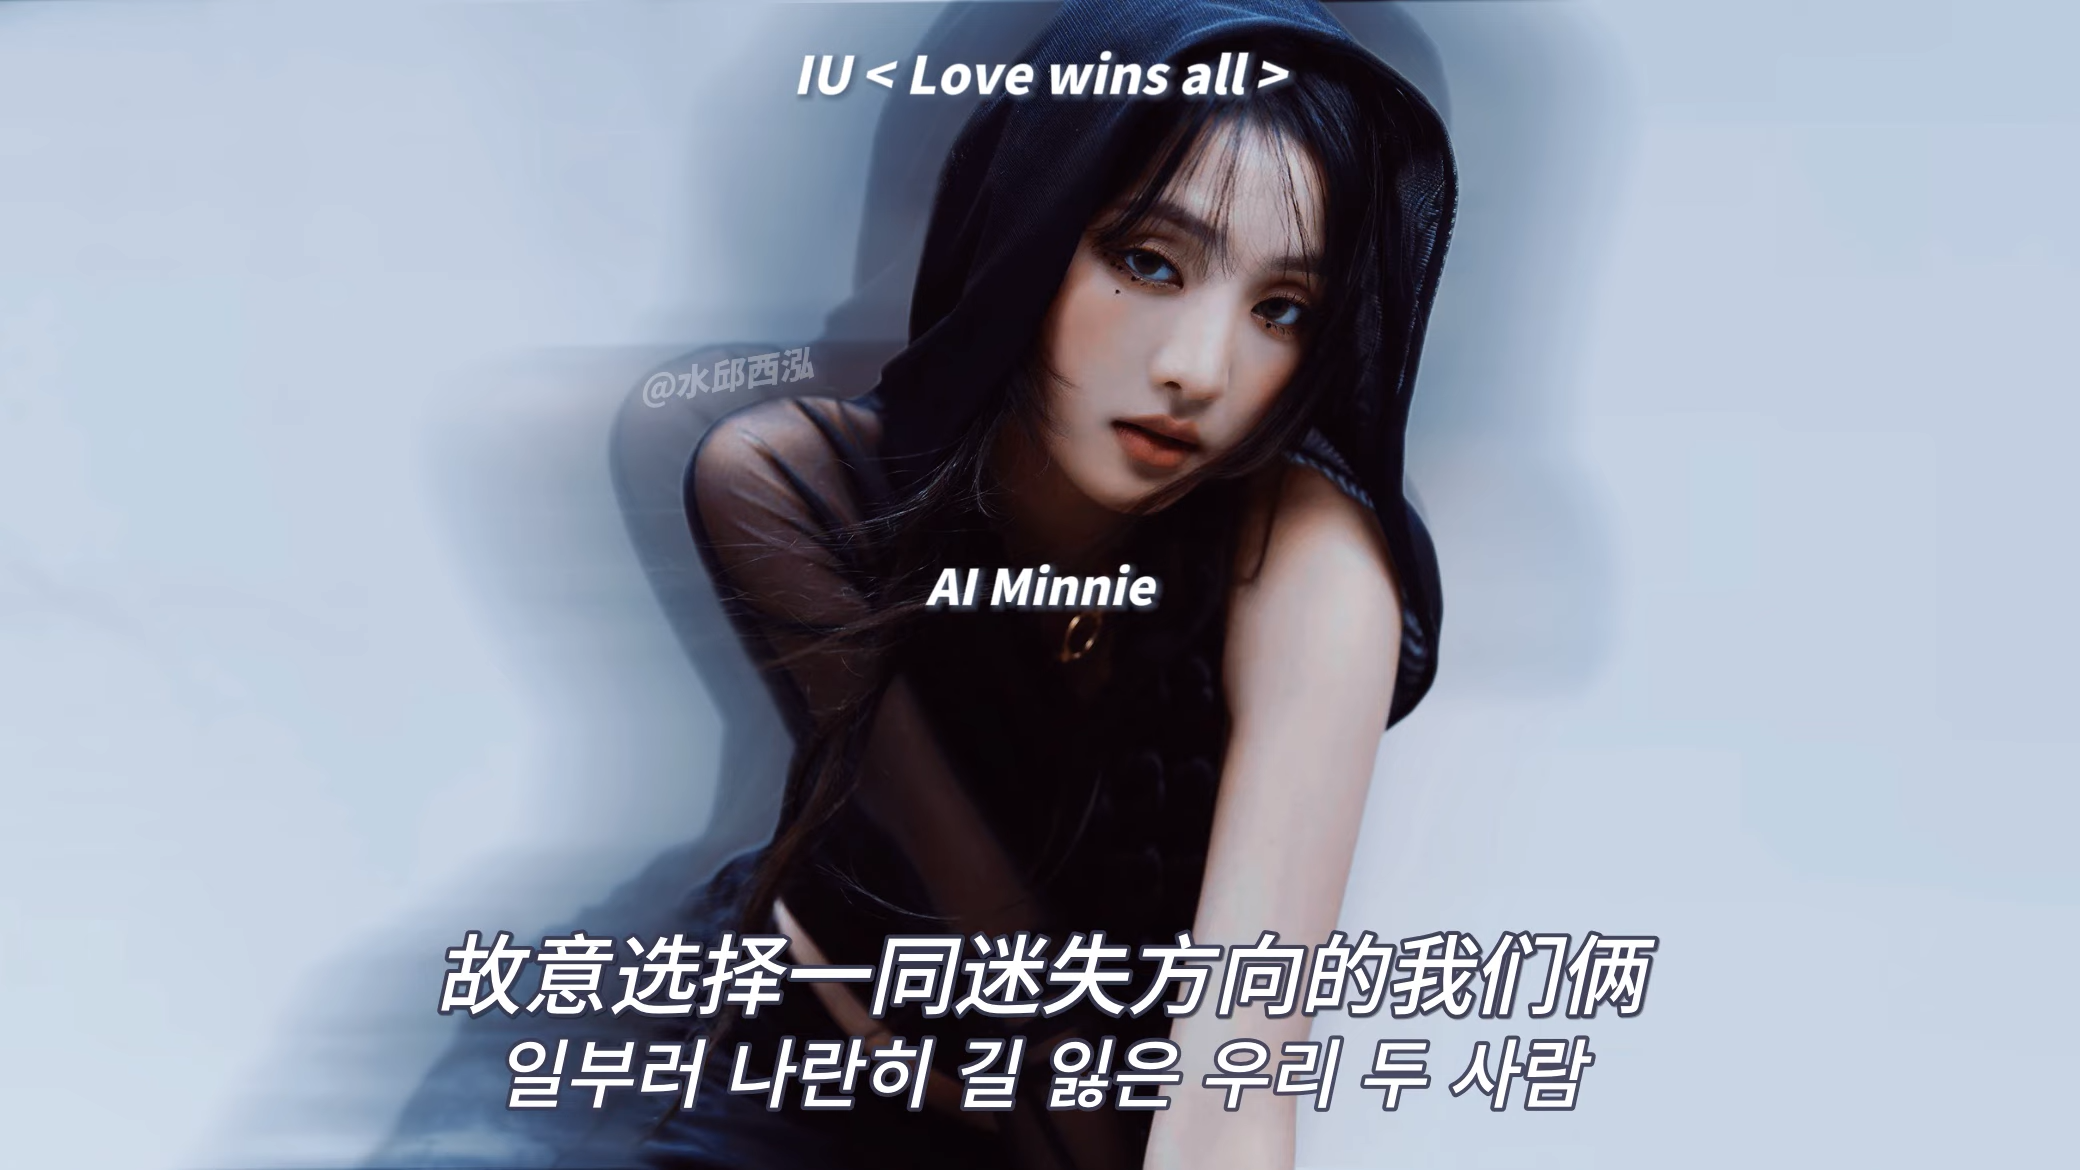 IU < Love wins all >
@水邱西泓
AI Minnie
故意选择一同迷失方向的我们俩
일부러 나란히 길 잃은 우리 두 사람